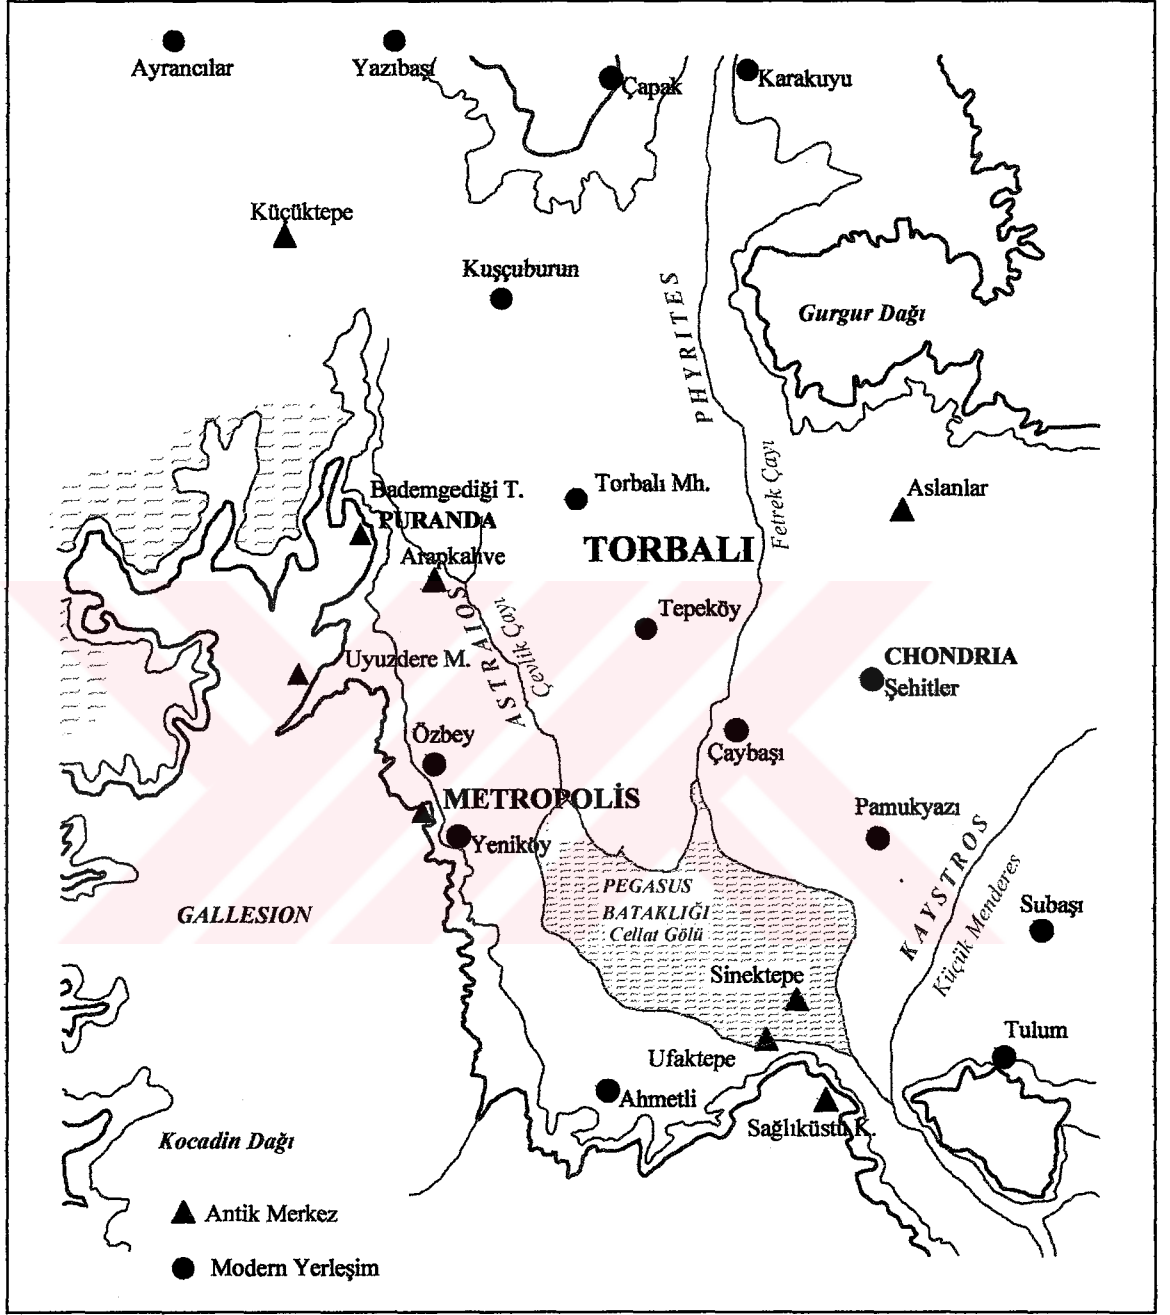 Ayrancılar
Yazıbaşı
Çapak
Karakuyu
Küçüktepe
Kuşçuburun
PHYRITES
Gurgur Dağı
Fetrek Çayı
Bademgediği T.
PURANDA
Torbalı Mh.
Aslanlar
TORBALI
Arapkahve
ASTRAIOS
Çevlik Çayı
Tepeköy
Uyuzdere M.
CHONDRIA
Şehitler
Özbey
Çaybaşı
METROPOLİS
Yeniköy
Pamukyazı
KAYSTROS
Küçük Menderes
PEGASUS
BATAKLIĞI
Cellat Gölü
GALLESION
Subaşı
Sinektepe
Ufaktepe
Tulum
Ahmetli
Sağlıküstü K.
Kocadin Dağı
Antik Merkez
Modern Yerleşim